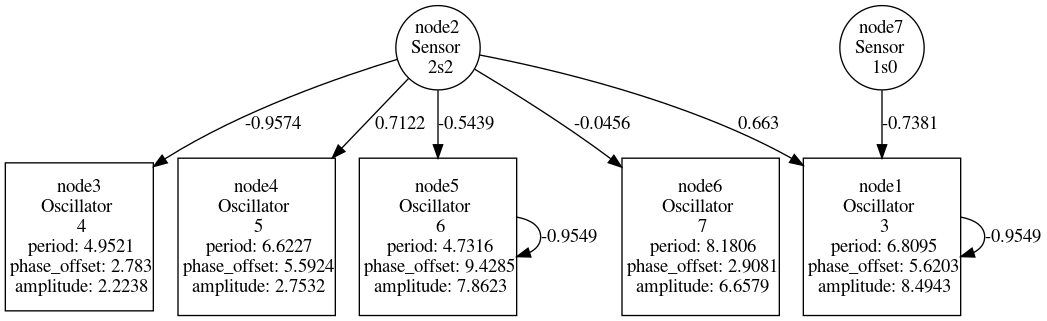 node2
Sensor
2s2
node7
Sensor
1s0
-0.9574
0.7122
-0.5439
-0.0456
0.663
-0.7381
node3
Oscillator
4
period: 4.9521
phase_offset: 2.783
amplitude: 2.2238
node4
Oscillator
5
period: 6.6227
phase_offset: 5.5924
amplitude: 2.7532
node5
Oscillator
6
period: 4.7316
phase_offset: 9.4285
amplitude: 7.8623
-0.9549
node6
Oscillator
7
period: 8.1806
phase_offset: 2.9081
amplitude: 6.6579
node1
Oscillator
3
period: 6.8095
phase_offset: 5.6203
amplitude: 8.4943
-0.9549